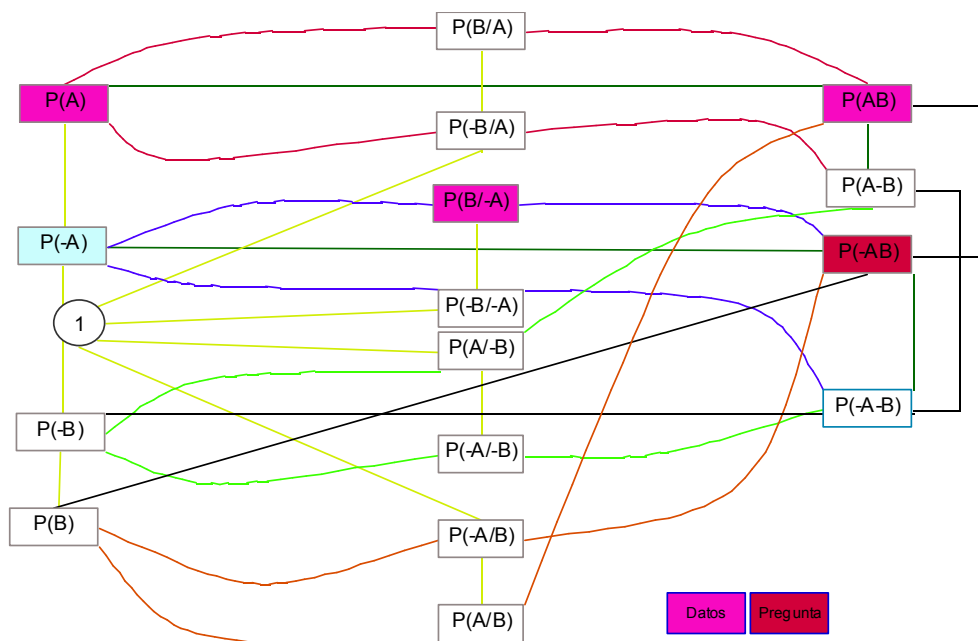 P(B/A)
P(A)
P(AB)
P(-B/A)
P(A-B)
P(B/-A)
P(-A)
P(-AB)
P(-B/-A)
1
P(A/-B)
P(-A-B)
P(-B)
P(-A/-B)
P(B)
P(-A/B)
P(A/B)
Datos
Pregunta